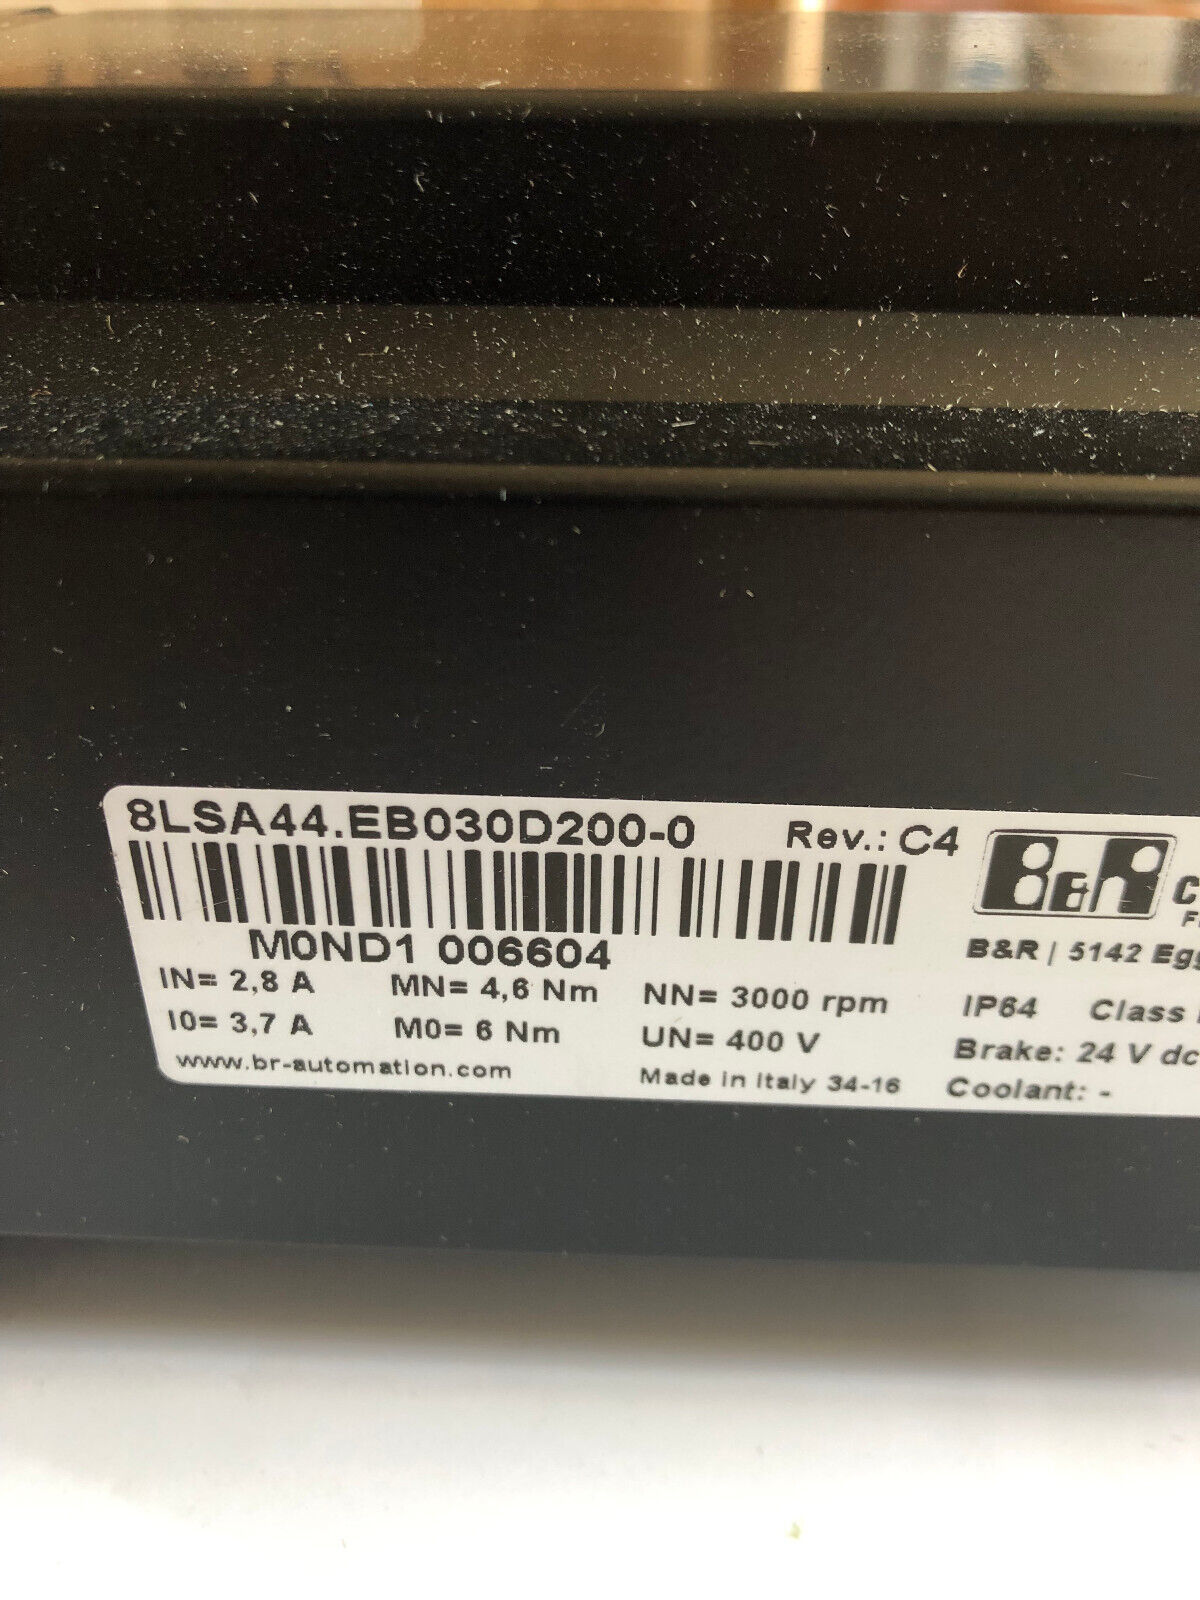 8LSA44.EB030D200-0 Rev.: C4
B&R
M0ND1 006604
B&R | 5142
IN= 2,8 A MN= 4,6 Nm NN= 3000 rpm IP64 Class
I0= 3,7 A M0= 6 Nm UN= 400 V Brake: 24 V dc
www.br-automation.com Made in Italy 34-16 Coolant: -